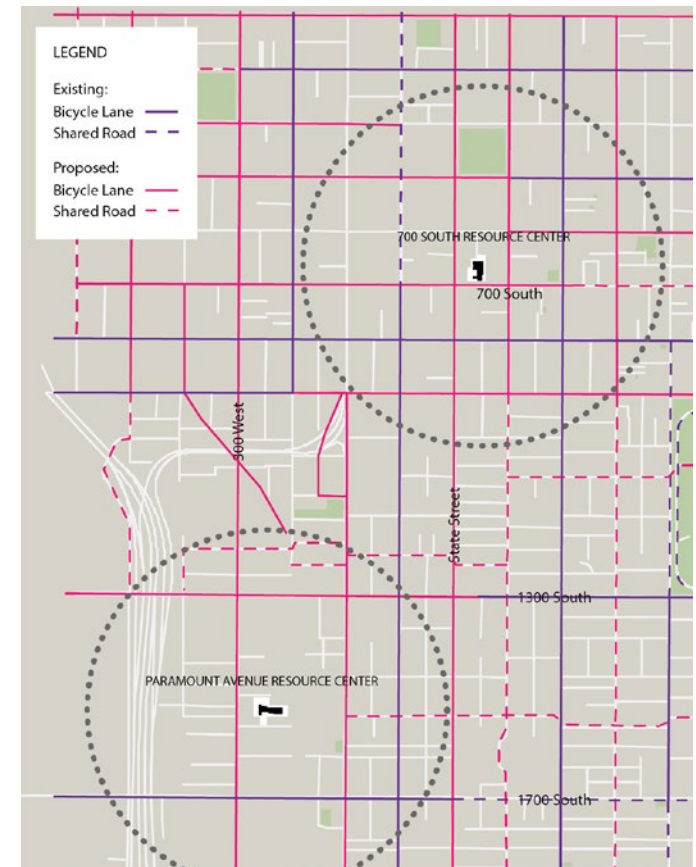 LEGEND
Existing:
Bicycle Lane
Shared Road
Proposed:
Bicycle Lane
Shared Road
700 SOUTH RESOURCE CENTER
700 South
300 West
State Street
1300 South
PARAMOUNT AVENUE RESOURCE CENTER
1700 South